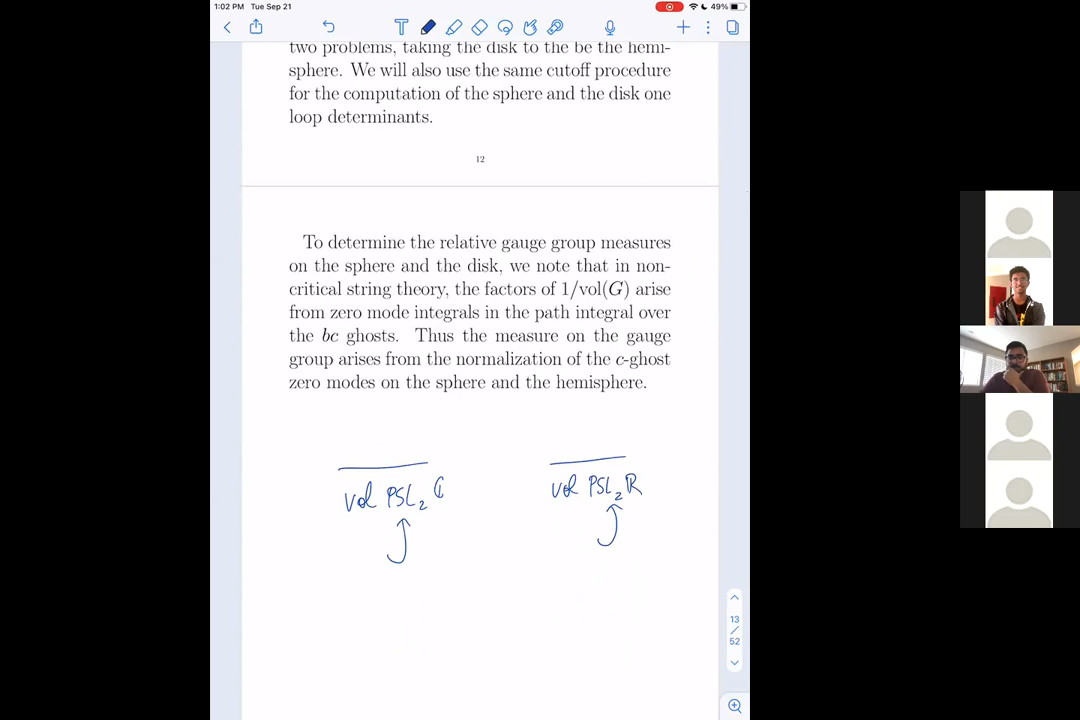 1:02 PM Tue Sep 21
49%
two problems, taking the disk to the be the hemi-
sphere. We will also use the same cutoff procedure
for the computation of the sphere and the disk one
loop determinants.
12
To determine the relative gauge group measures
on the sphere and the disk, we note that in non-
critical string theory, the factors of 1/vol(G) arise
from zero mode integrals in the path integral over
the bc ghosts. Thus the measure on the gauge
group arises from the normalization of the c-ghost
zero modes on the sphere and the hemisphere.
vol PSL₂ ℂ
vol PSL₂ ℝ
13
/
52